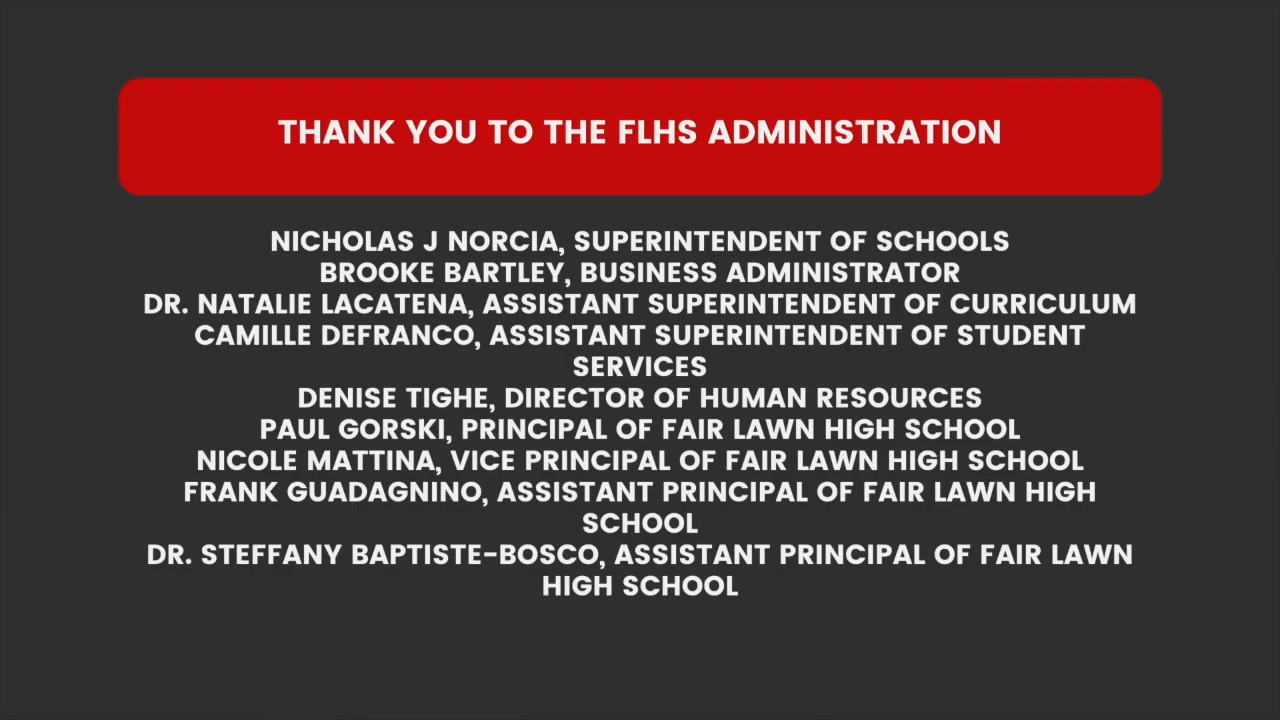 THANK YOU TO THE FLHS ADMINISTRATION
NICHOLAS J NORCIA, SUPERINTENDENT OF SCHOOLS
BROOKE BARTLEY, BUSINESS ADMINISTRATOR
DR. NATALIE LACATENA, ASSISTANT SUPERINTENDENT OF CURRICULUM
CAMILLE DEFRANCO, ASSISTANT SUPERINTENDENT OF STUDENT
SERVICES
DENISE TIGHE, DIRECTOR OF HUMAN RESOURCES
PAUL GORSKI, PRINCIPAL OF FAIR LAWN HIGH SCHOOL
NICOLE MATTINA, VICE PRINCIPAL OF FAIR LAWN HIGH SCHOOL
FRANK GUADAGNINO, ASSISTANT PRINCIPAL OF FAIR LAWN HIGH
SCHOOL
DR. STEFFANY BAPTISTE-BOSCO, ASSISTANT PRINCIPAL OF FAIR LAWN
HIGH SCHOOL